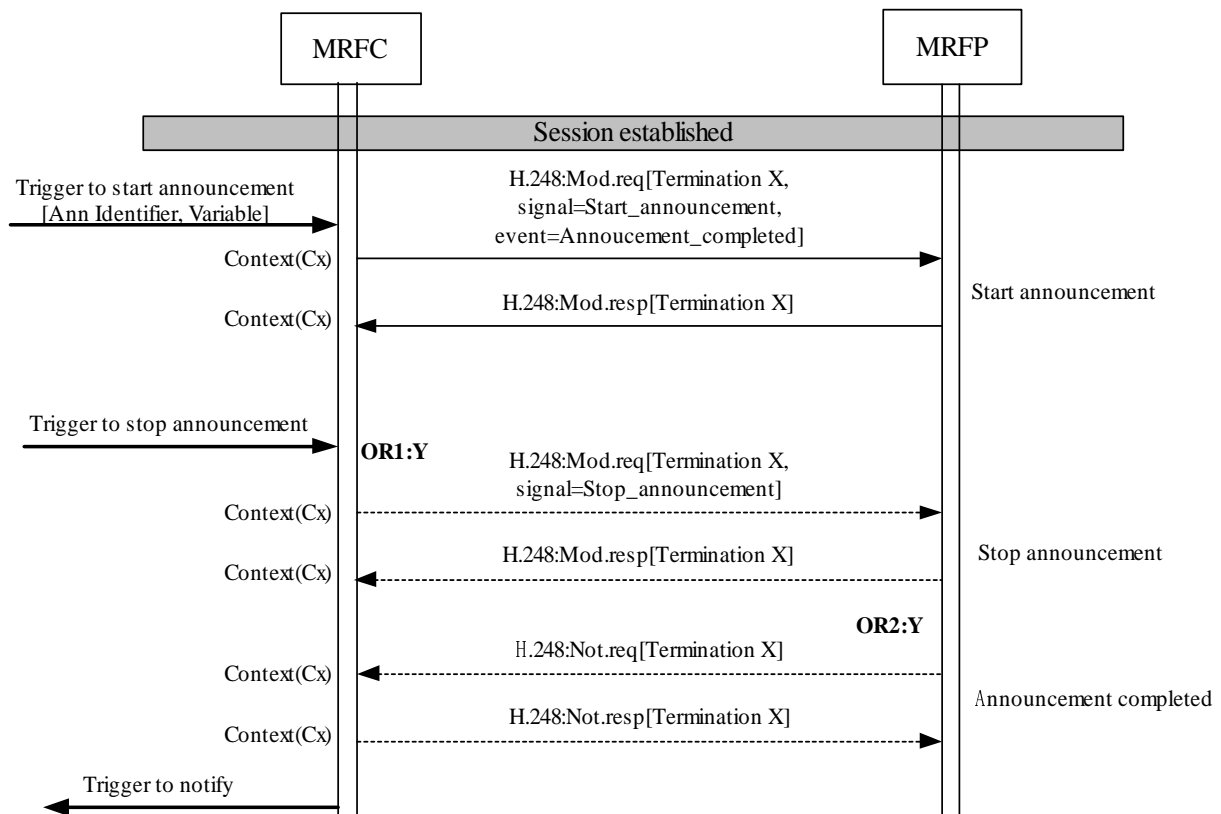 MRFC
MRFP
Session established
Trigger to start announcement
[Ann Identifier, Variable]
H.248:Mod.req[Termination X,
signal=Start_announcement,
event=Annoucement_completed]
Context(Cx)
Start announcement
H.248:Mod.resp[Termination X]
Context(Cx)
Trigger to stop announcement
OR1:Y
H.248:Mod.req[Termination X,
signal=Stop_announcement]
Context(Cx)
Stop announcement
H.248:Mod.resp[Termination X]
Context(Cx)
OR2:Y
H.248:Not.req[Termination X]
Context(Cx)
Announcement completed
H.248:Not.resp[Termination X]
Context(Cx)
Trigger to notify